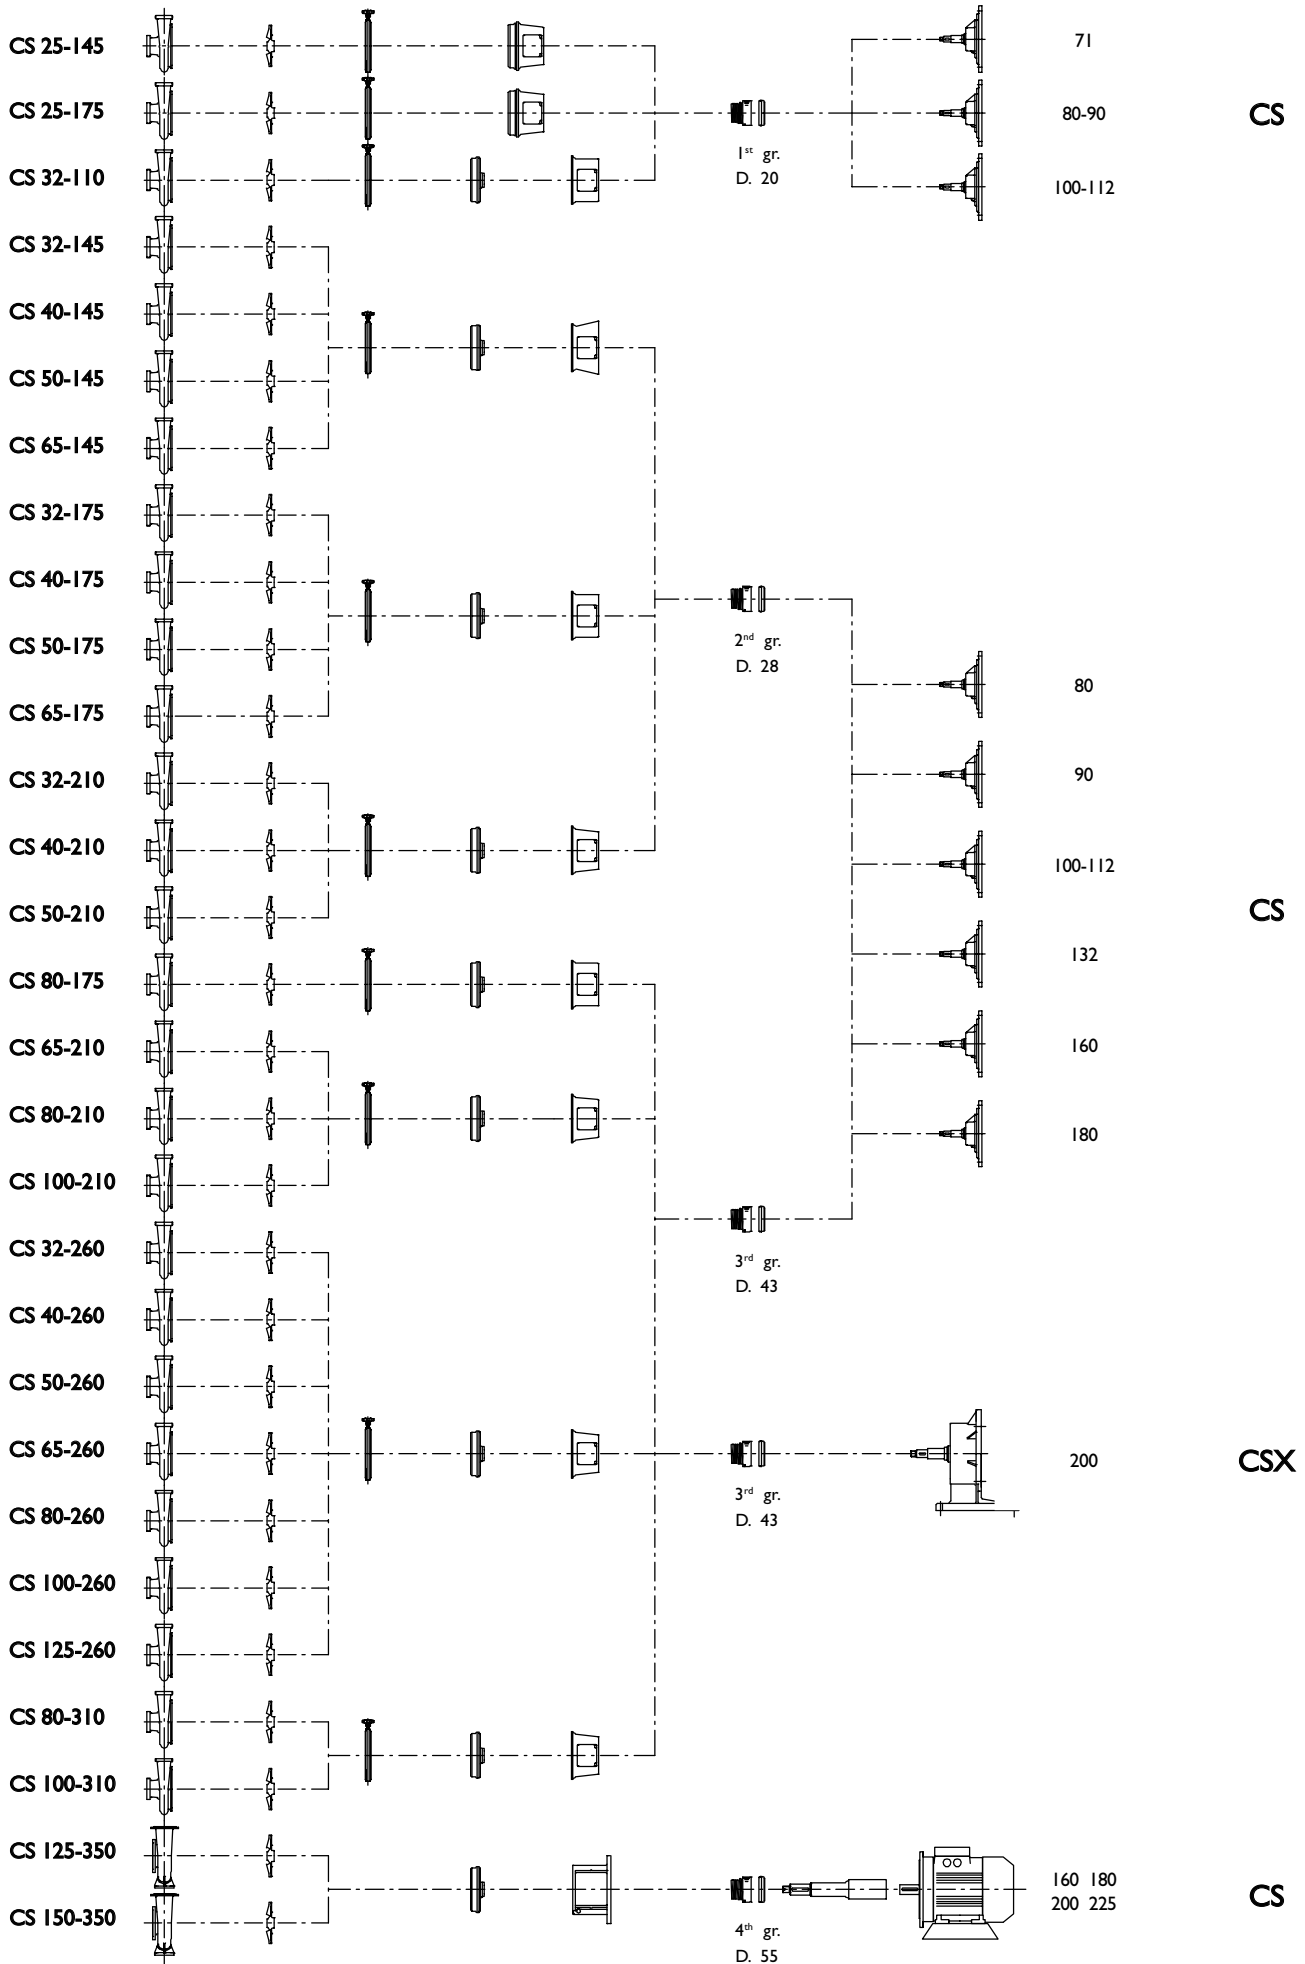 CS 25-145
71
CS 25-175
80-90
CS
1st gr.
D. 20
CS 32-110
100-112
CS 32-145
CS 40-145
CS 50-145
CS 65-145
CS 32-175
CS 40-175
CS 50-175
2nd gr.
D. 28
80
CS 65-175
CS 32-210
90
CS 40-210
100-112
CS 50-210
CS
132
CS 80-175
CS 65-210
160
CS 80-210
180
CS 100-210
CS 32-260
3rd gr.
D. 43
CS 40-260
CS 50-260
CS 65-260
200
CSX
3rd gr.
D. 43
CS 80-260
CS 100-260
CS 125-260
CS 80-310
CS 100-310
CS 125-350
160 180
200 225
CS
CS 150-350
4th gr.
D. 55